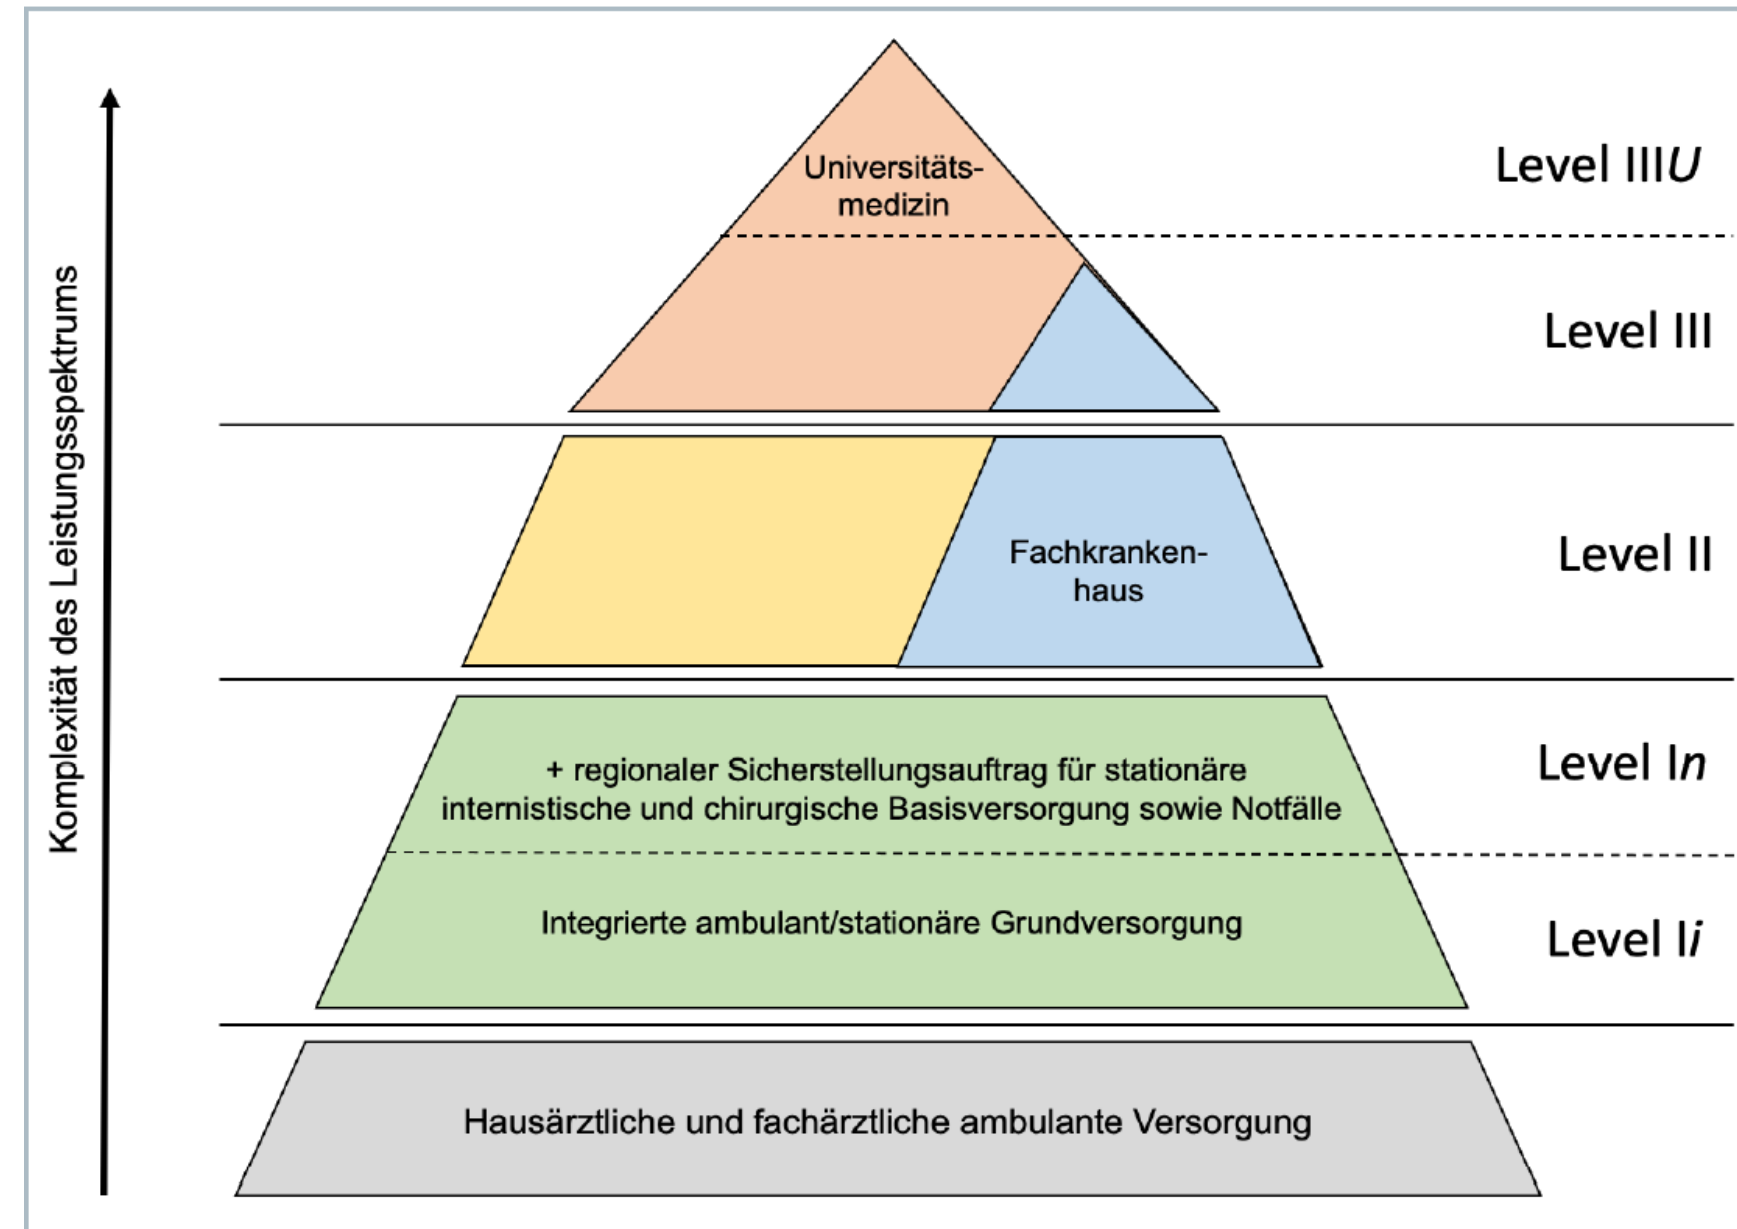 Universitäts-
medizin
Level IIIU
Level III
Komplexität des Leistungsspektrums
Fachkranken-
haus
Level II
+ regionaler Sicherstellungsauftrag für stationäre
internistische und chirurgische Basisversorgung sowie Notfälle
Level In
Integrierte ambulant/stationäre Grundversorgung
Level Ii
Hausärztliche und fachärztliche ambulante Versorgung